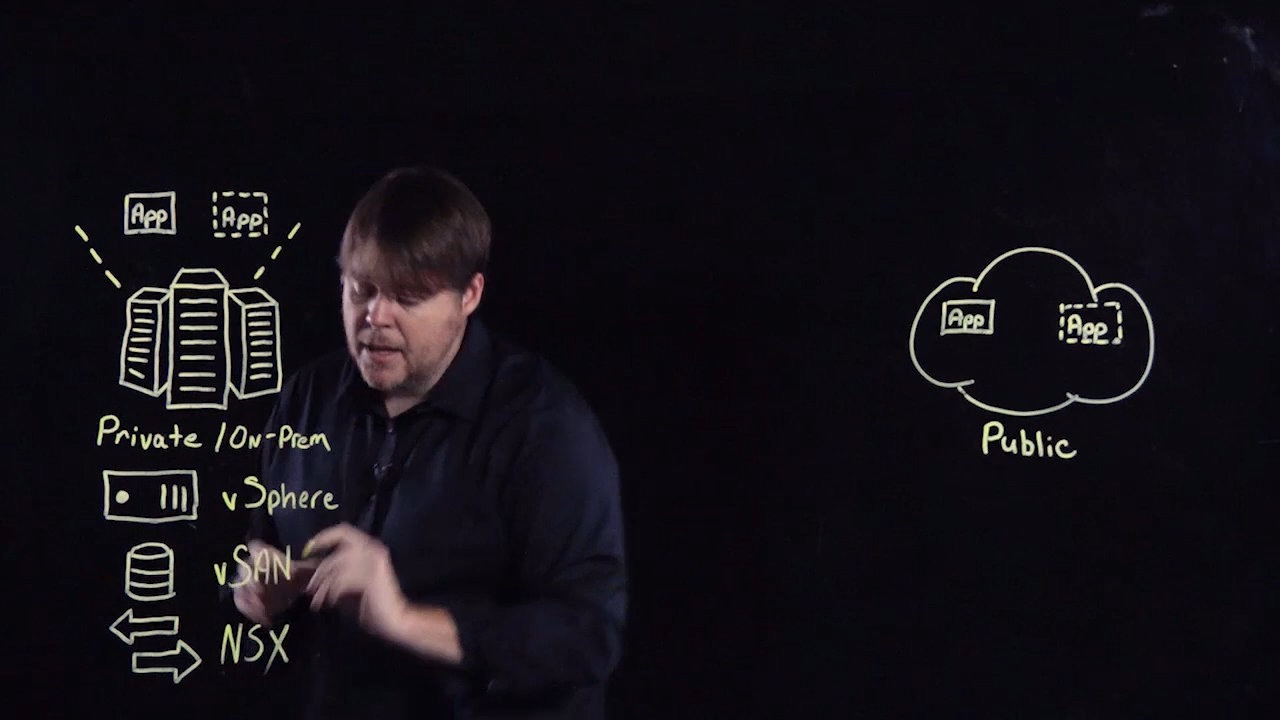 App
App
Private / On-Prem
vSphere
vSAN
NSX
App
App
Public